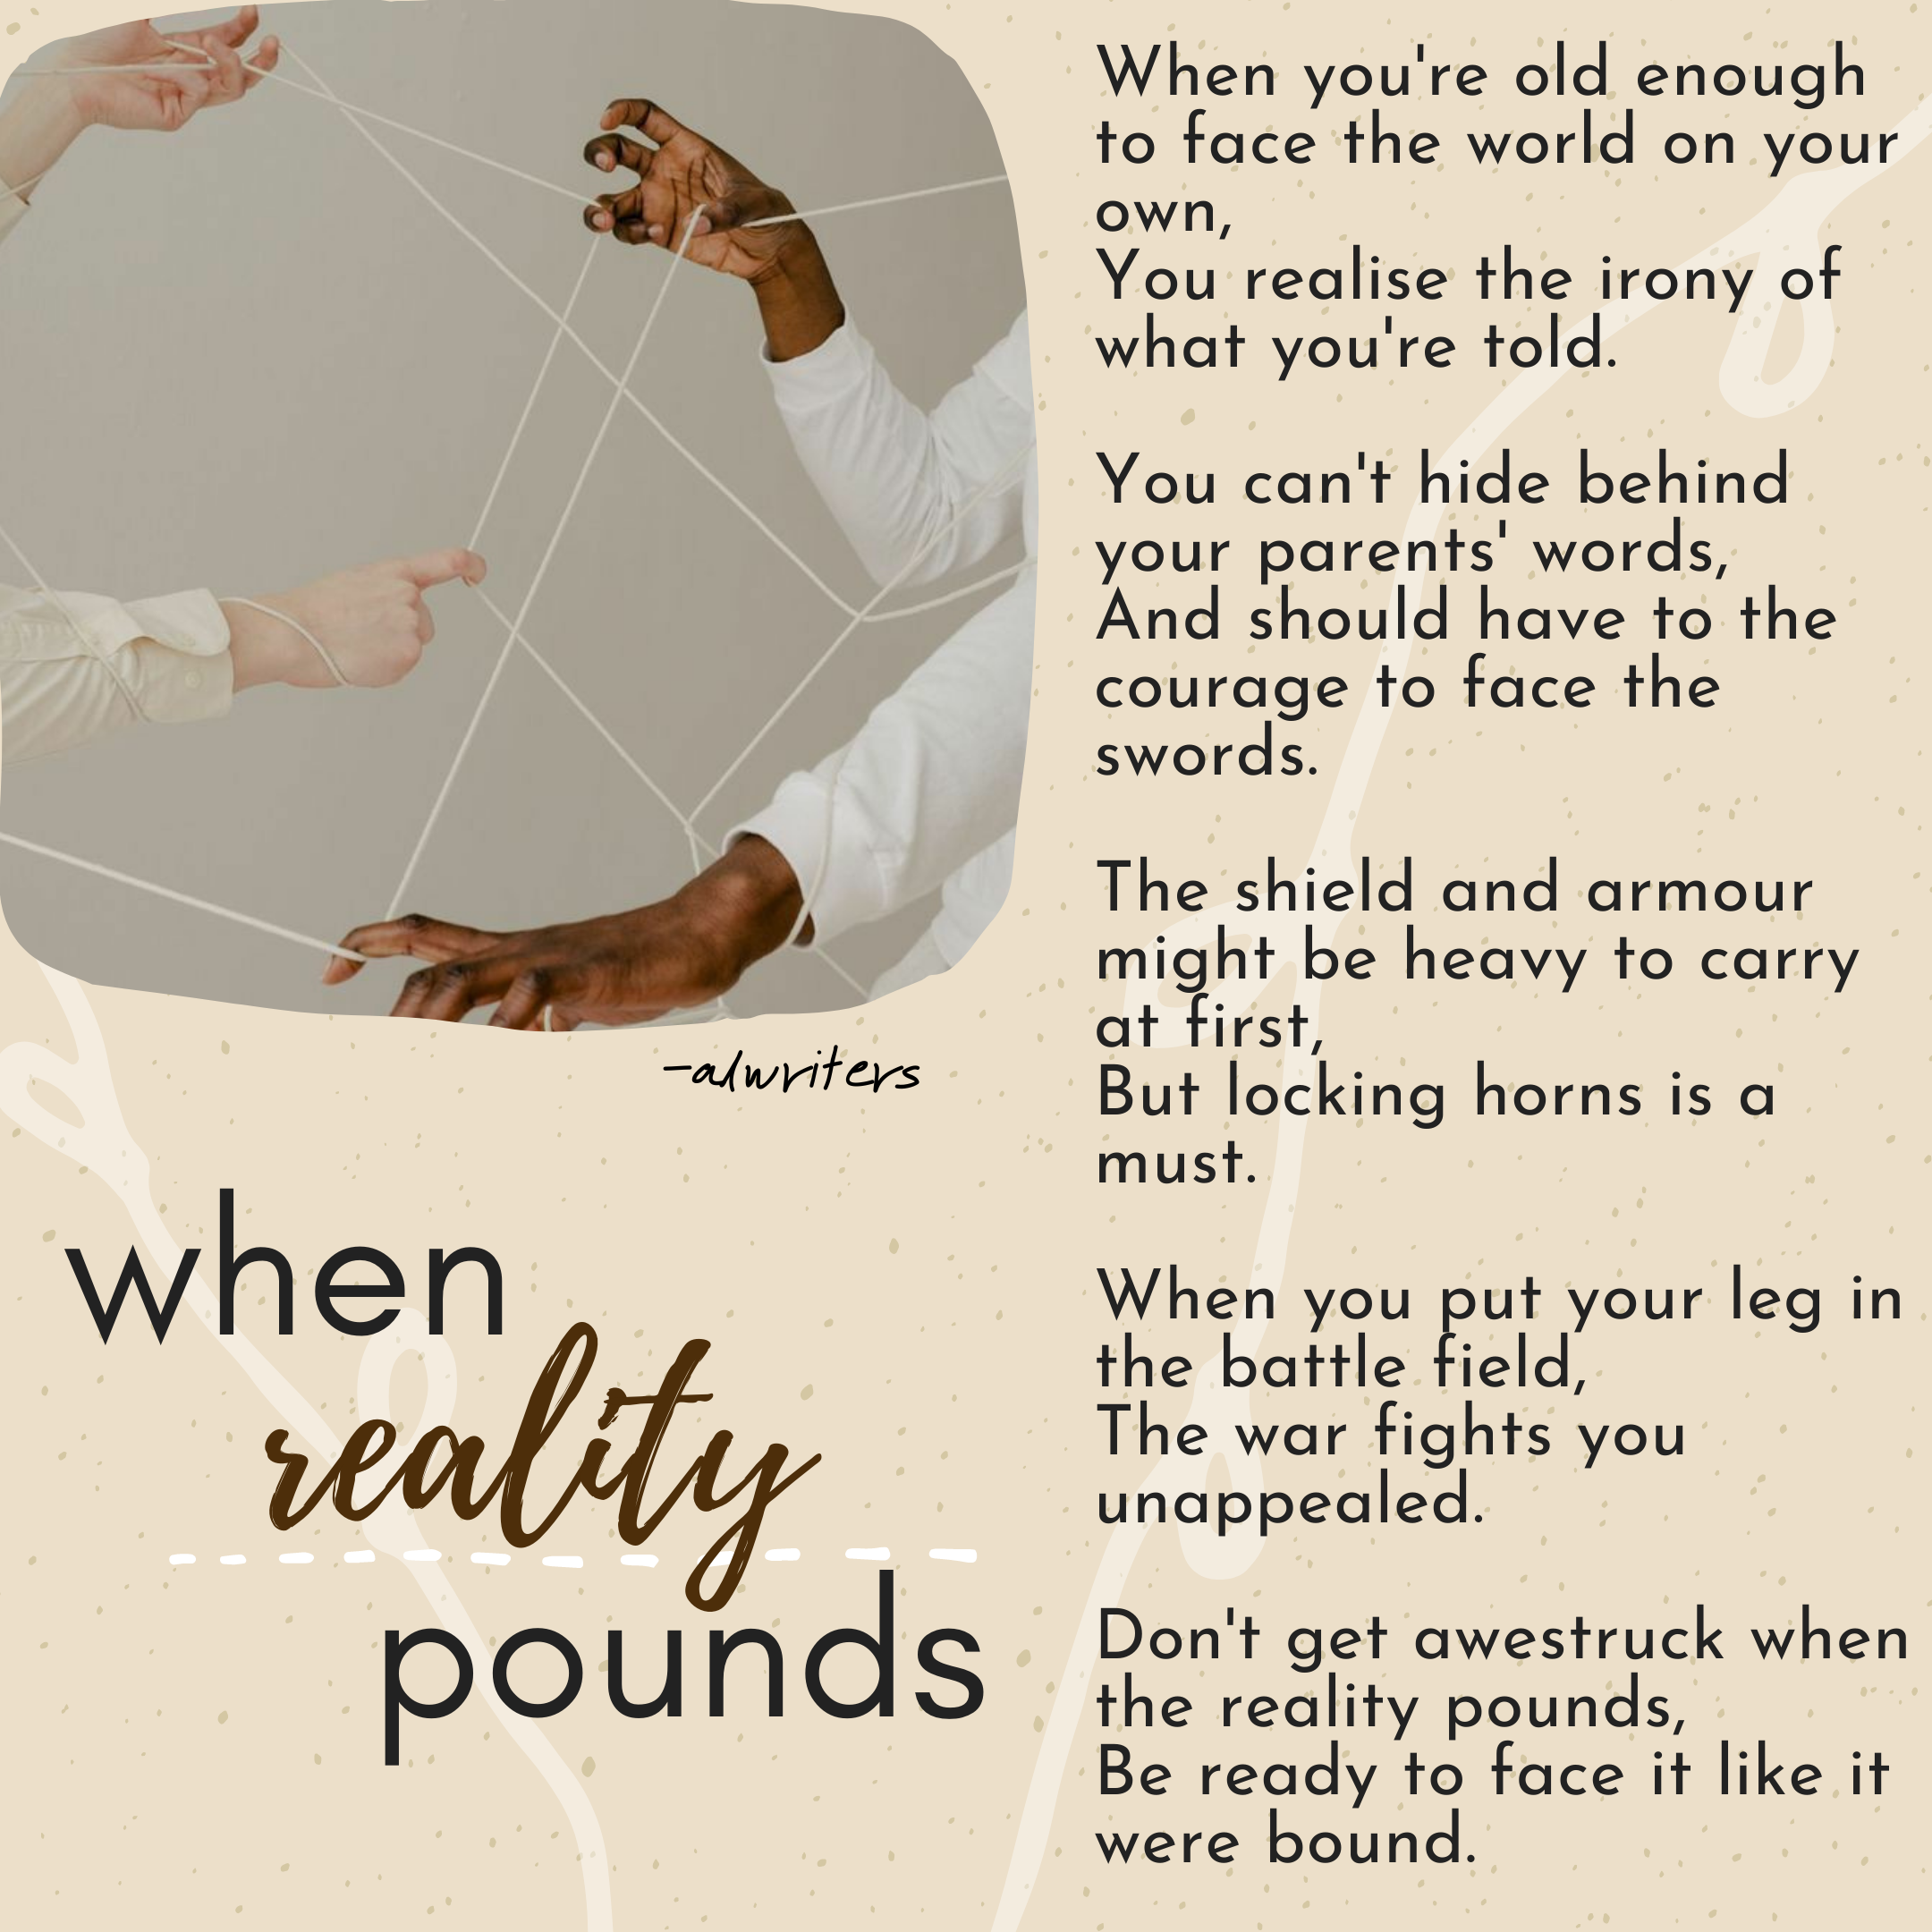 When you're old enough
to face the world on your
own,
You realise the irony of
what you're told.
You can't hide behind
your parents' words,
And should have to the
courage to face the
swords.
The shield and armour
might be heavy to carry
at first,
But locking horns is a
must.
When you put your leg in
the battle field,
The war fights you
unappealed.
Don't get awestruck when
the reality pounds,
Be ready to face it like it
were bound.
-alwriters
when
reality
pounds